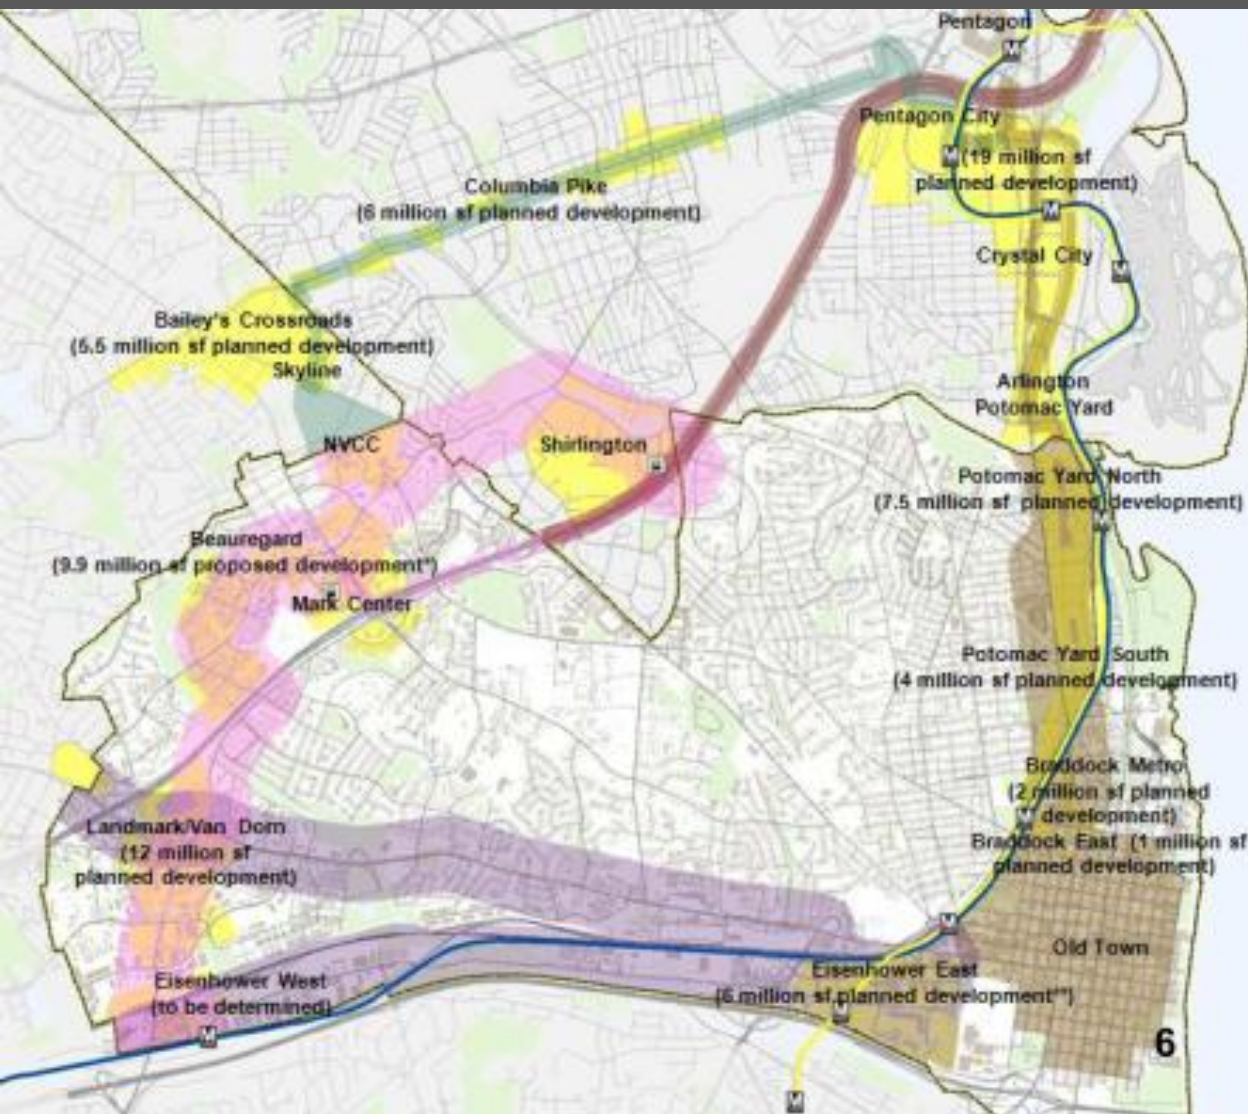 Pentagon
Pentagon City
(19 million sf
planned development)
Columbia Pike
(6 million sf planned development)
Crystal City
Bailey's Crossroads
(5.5 million sf planned development)
Skyline
Arlington
Potomac Yard
NVCC
Shirlington
Potomac Yard North
(7.5 million sf planned development)
Beauregard
(9.9 million sf proposed development*)
Mark Center
Potomac Yard South
(4 million sf planned development)
Braddock Metro
(2 million sf planned
development)
Braddock East (1 million sf
planned development)
Landmark/Van Dorn
(12 million sf
planned development)
Old Town
Eisenhower East
(6 million sf planned development**)
Eisenhower West
(to be determined)
6
M
M
M
M
M
M
M
M
M